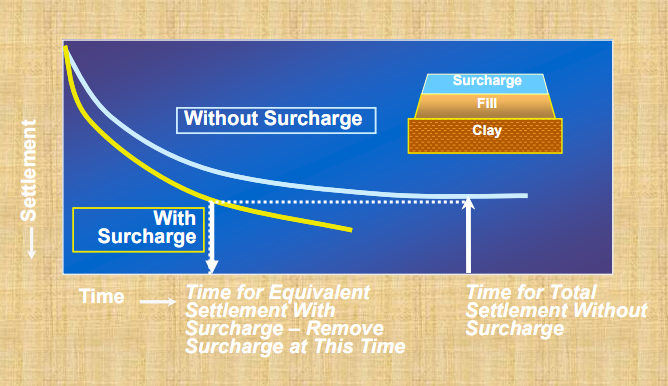 Surcharge
Fill
Clay
Without Surcharge
With
Surcharge
Settlement
Time
Time for Equivalent
Settlement With
Surcharge – Remove
Surcharge at This Time
Time for Total
Settlement Without
Surcharge